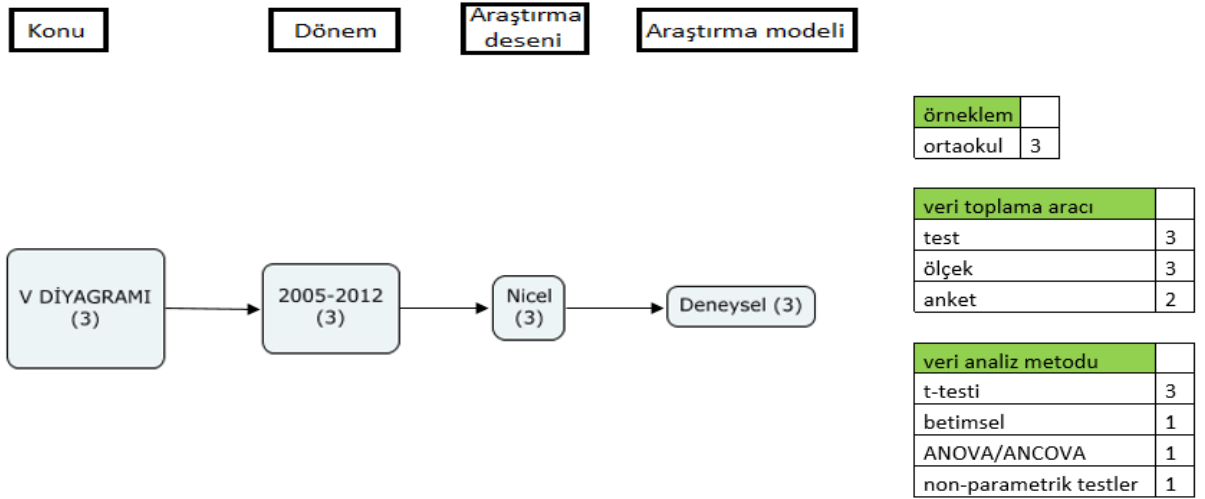 Konu
Dönem
Araştırma
deseni
Araştırma modeli
örneklem
ortaokul 3
veri toplama aracı
test 3
ölçek 3
anket 2
V DİYAGRAMI
(3)
2005-2012
(3)
Nicel
(3)
Deneysel (3)
veri analiz metodu
t-testi 3
betimsel 1
ANOVA/ANCOVA 1
non-parametrik testler 1